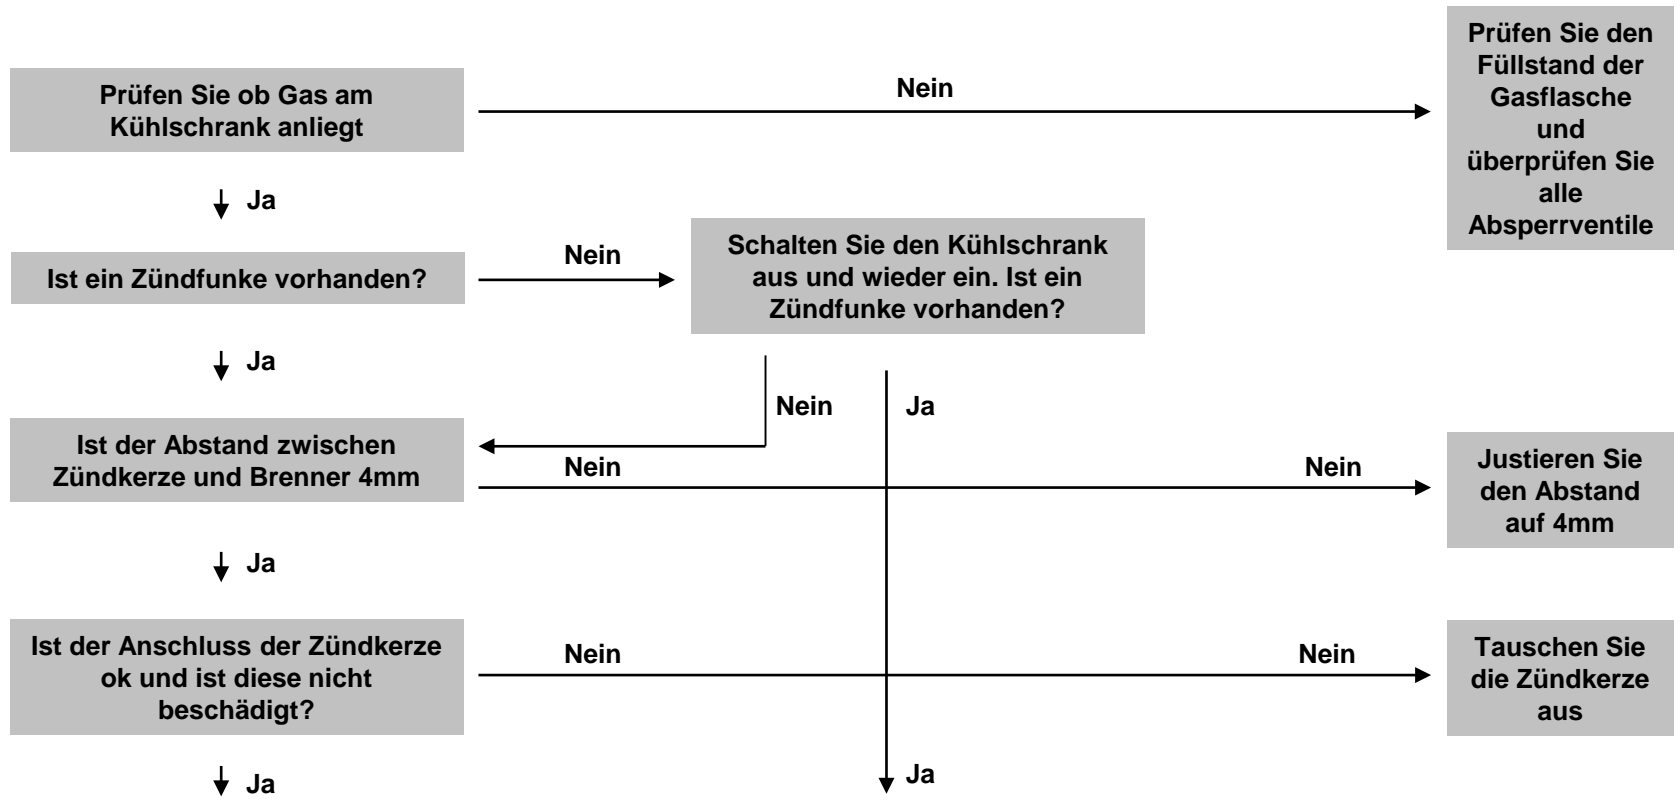 Prüfen Sie ob Gas am
Kühlschrank anliegt
Nein
Prüfen Sie den
Füllstand der
Gasflasche
und
überprüfen Sie
alle
Absperrventile
Ja
Ist ein Zündfunke vorhanden?
Nein
Schalten Sie den Kühlschrank
aus und wieder ein. Ist ein
Zündfunke vorhanden?
Ja
Nein
Ja
Ist der Abstand zwischen
Zündkerze und Brenner 4mm
Nein
Nein
Justieren Sie
den Abstand
auf 4mm
Ja
Ist der Anschluss der Zündkerze
ok und ist diese nicht
beschädigt?
Nein
Nein
Tauschen Sie
die Zündkerze
aus
Ja
Ja